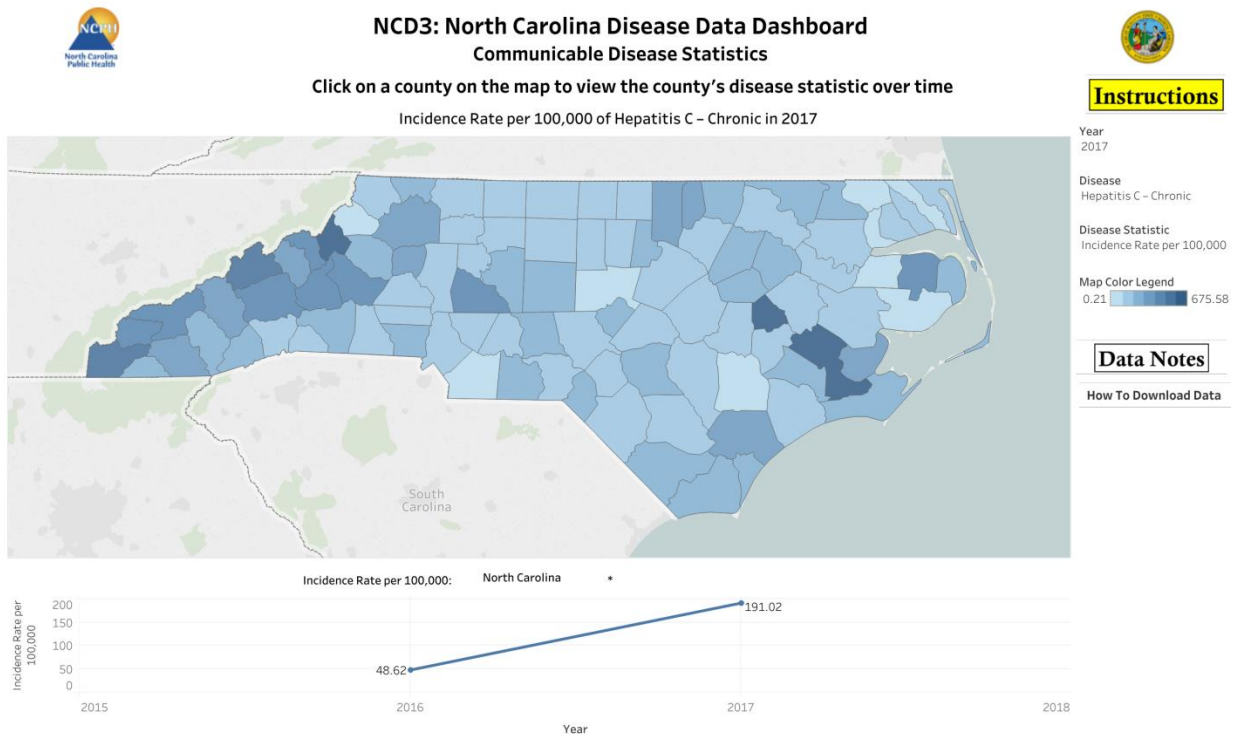 NCPH
North Carolina
Public Health
NCD3: North Carolina Disease Data Dashboard
Communicable Disease Statistics
Click on a county on the map to view the county's disease statistic over time
Incidence Rate per 100,000 of Hepatitis C – Chronic in 2017
Instructions
Year
2017
Disease
Hepatitis C – Chronic
Disease Statistic
Incidence Rate per 100,000
Map Color Legend
0.21 675.58
Data Notes
How To Download Data
South
Carolina
Incidence Rate per 100,000: North Carolina *
Incidence Rate per
100,000
200
150
100
50
0
48.62
191.02
2015 2016 2017 2018
Year